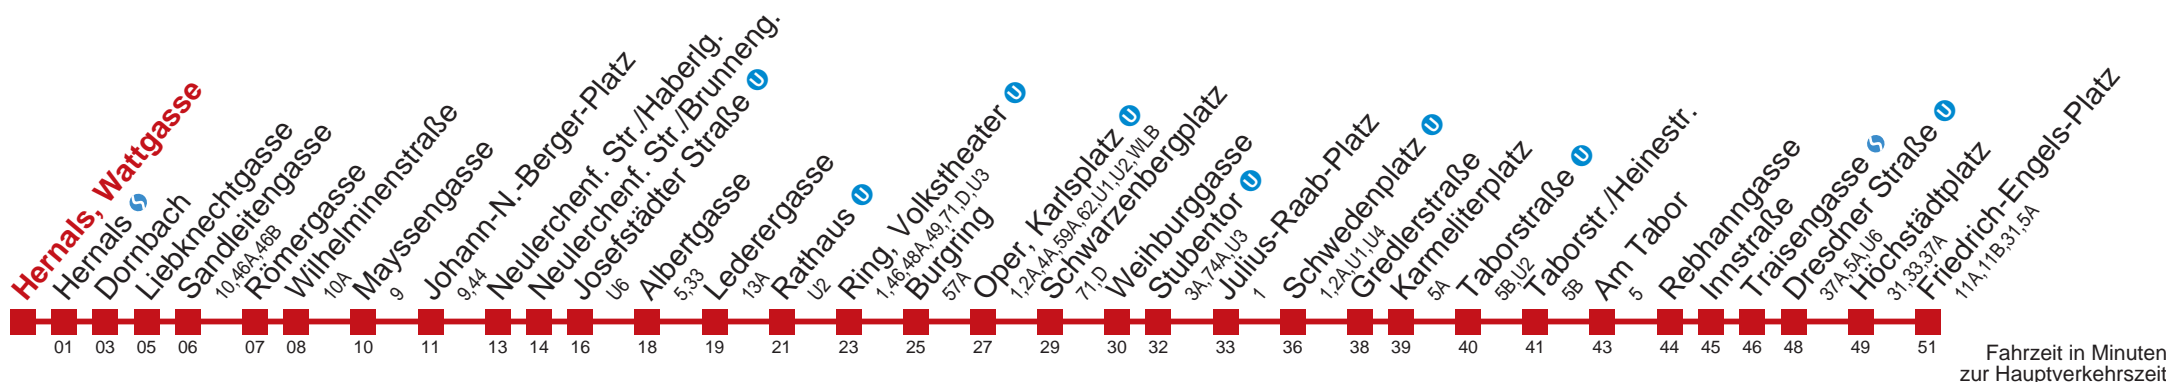 Hernals, Wattgasse
Hernals
Dornbach
Liebknechtgasse
Sandleitengasse
10,46A,46B
Römergasse
Wilhelminenstraße
10A
Mayssengasse
9
Johann-N.-Berger-Platz
9,44
Neulerchenf. Str./Haberlg.
Neulerchenf. Str./Brunneng.
Josefstädter Straße U
U6
Albertgasse
5,33
Lederergasse
13A
Rathaus U
U2
Ring, Volkstheater U
1,46,48A,49,71,D,U3
Burgring
57A
Oper, Karlsplatz U
1,2A,4A,59A,62,U1,U2,WLB
Schwarzenbergplatz
71,D
Weihburggasse
Stubentor U
3A,74A,U3
Julius-Raab-Platz
1
Schwedenplatz U
1,2A,U1,U4
Gredlerstraße
Karmeliterplatz
5A
Taborstraße U
5B,U2
Taborstr./Heinestr.
5B
Am Tabor
5
Rebhanngasse
Innstraße
Traisengasse
Dresdner Straße U
37A,5A,U6
Höchstädtplatz
31,33,37A
Friedrich-Engels-Platz
11A,11B,31,5A
01 03 05 06 07 08 10 11 13 14 16 18 19 21 23 25 27 29 30 32 33 36 38 39 40 41 43 44 45 46 48 49 51
Fahrzeit in Minuten
zur Hauptverkehrszeit